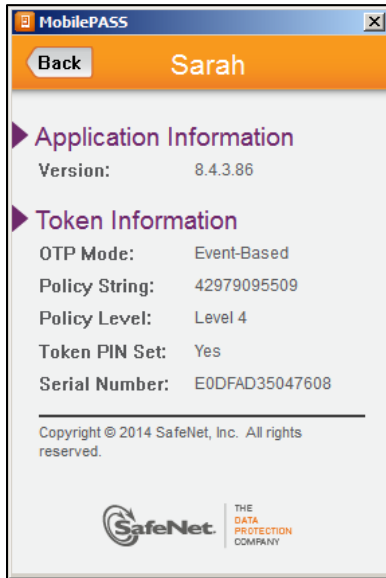 MobilePASS
Back
Sarah
Application Information
Version: 8.4.3.86
Token Information
OTP Mode: Event-Based
Policy String: 42979095509
Policy Level: Level 4
Token PIN Set: Yes
Serial Number: E0DFAD35047608
Copyright © 2014 SafeNet, Inc. All rights
reserved.
SafeNet.
THE
DATA
PROTECTION
COMPANY